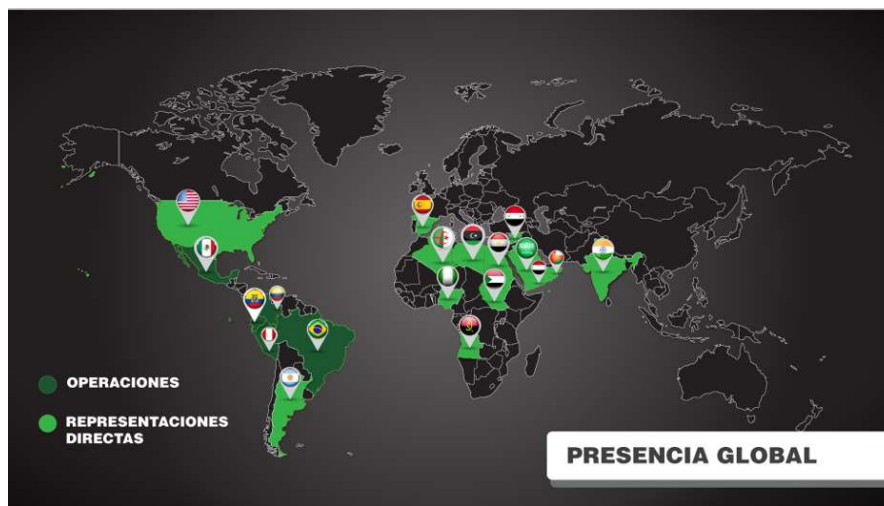 OPERACIONES
REPRESENTACIONES
DIRECTAS
PRESENCIA GLOBAL